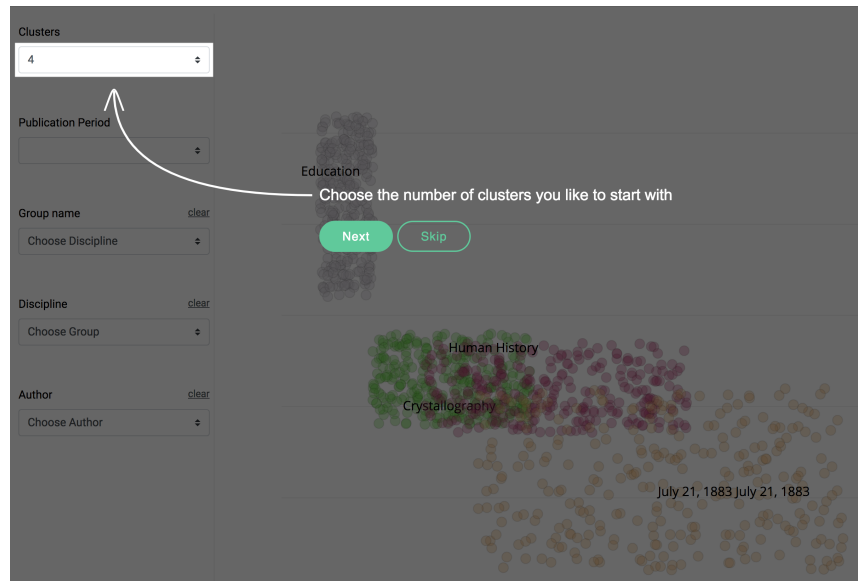 Clusters
4
Publication Period
Education
Choose the number of clusters you like to start with
Group name clear
Choose Discipline
Next Skip
Discipline clear
Choose Group
Human History
Author clear
Crystallography
Choose Author
July 21, 1883 July 21, 1883